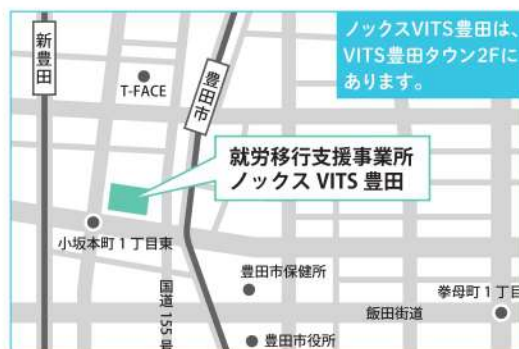 ノックスVITS豊田は、
VITS豊田タウン2Fに
あります。
新豊田
T-FACE
豊田市
就労移行支援事業所
ノックス VITS 豊田
小坂本町1丁目東
豊田市保健所
国道155号
挙母町1丁目
飯田街道
豊田市役所